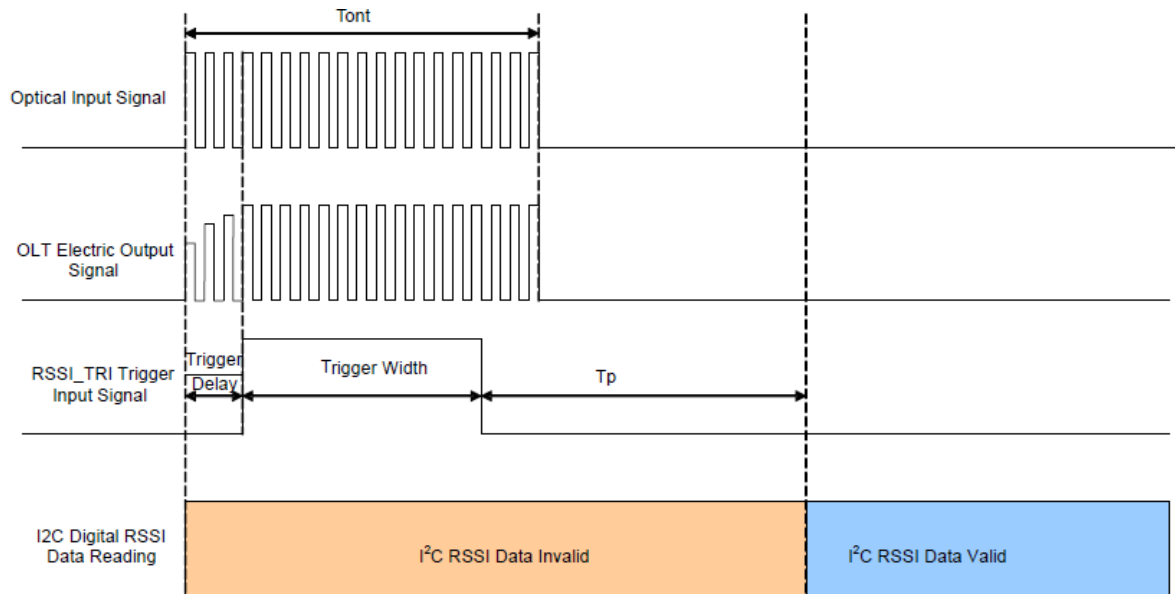 Tont
Optical Input Signal
OLT Electric Output
Signal
RSSI_TRI Trigger
Input Signal
Trigger
Delay
Trigger Width
Tp
I2C Digital RSSI
Data Reading
I²C RSSI Data Invalid
I²C RSSI Data Valid